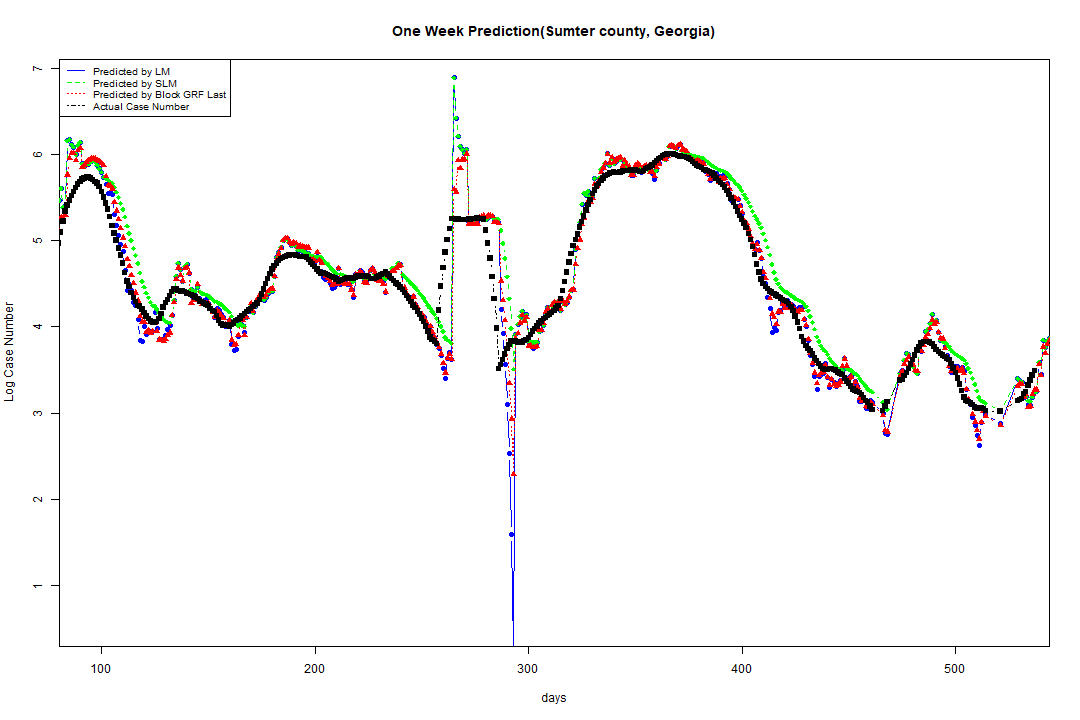 One Week Prediction(Sumter county, Georgia)
Predicted by LM
Predicted by SLM
Predicted by Block GRF Last
Actual Case Number
7
6
5
4
3
2
1
Log Case Number
100 200 300 400 500
days